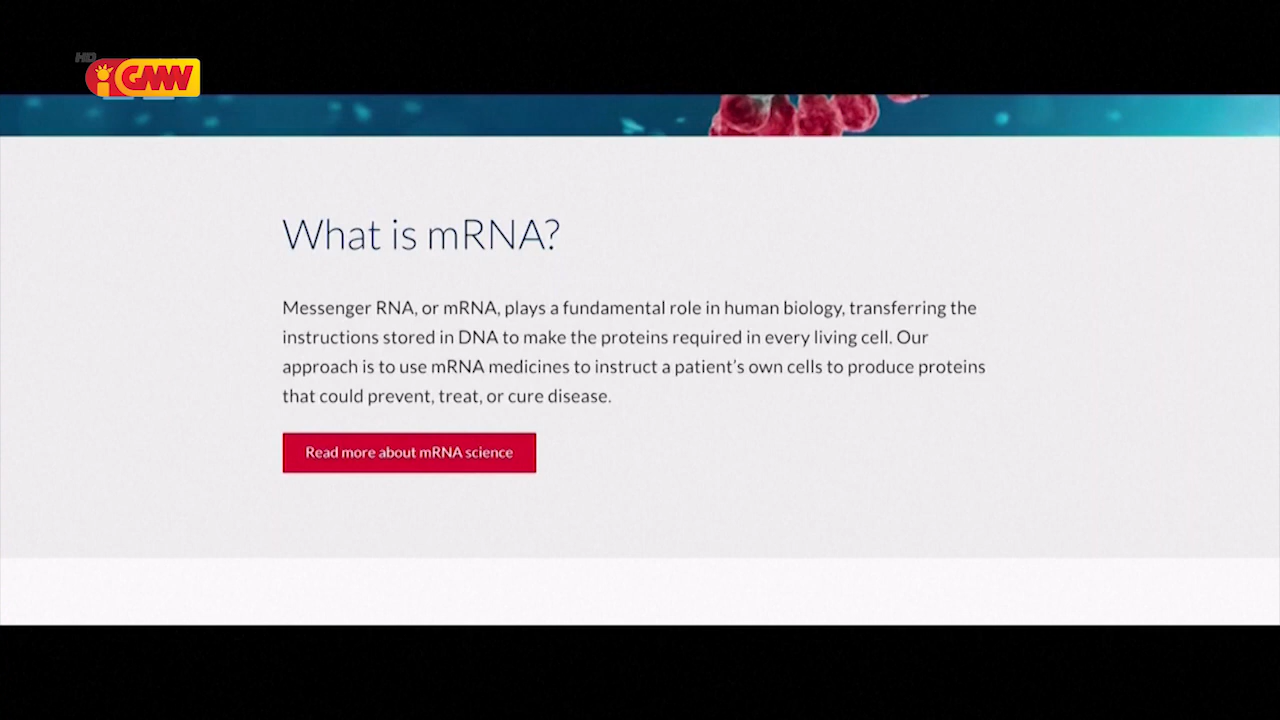 HD
iGMW
What is mRNA?
Messenger RNA, or mRNA, plays a fundamental role in human biology, transferring the
instructions stored in DNA to make the proteins required in every living cell. Our
approach is to use mRNA medicines to instruct a patient’s own cells to produce proteins
that could prevent, treat, or cure disease.
Read more about mRNA science